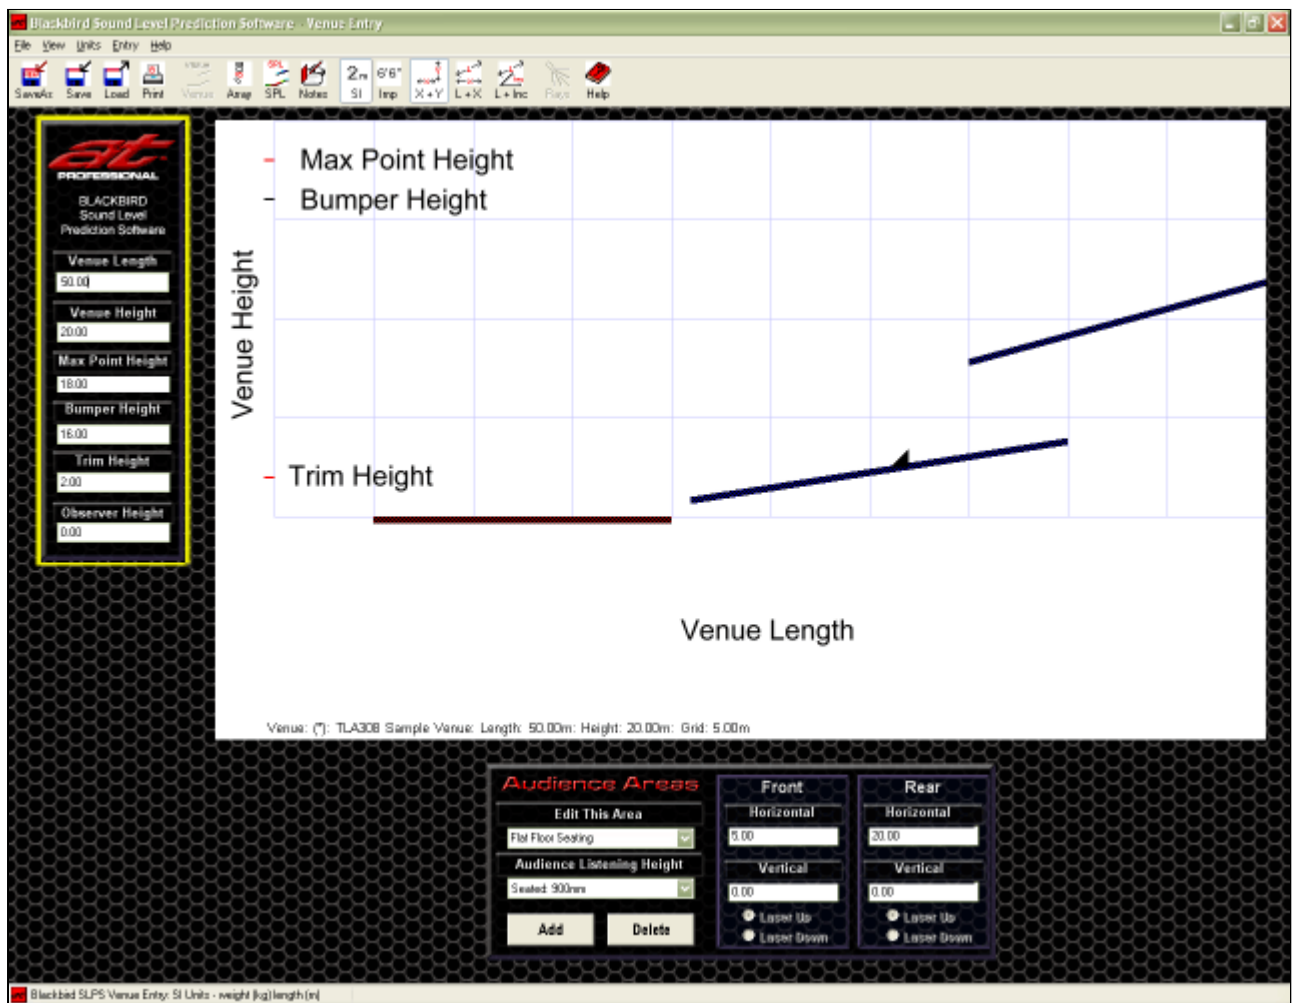 Blackbird Sound Level Prediction Software - Venue Entry
File View Units Entry Help
SaveAs Save Load Print Venue Array SPL Notes SI Imp X+Y L+X L+Inc Rays Help
2m 6'6"
at
PROFESSIONAL
BLACKBIRD
Sound Level
Prediction Software
Venue Length
50.00
Venue Height
20.00
Max Point Height
18.00
Bumper Height
16.00
Trim Height
2.00
Observer Height
0.00
Max Point Height
Bumper Height
Venue Height
Trim Height
Venue Length
Venue: (*): TLA308 Sample Venue: Length: 50.00m: Height: 20.00m: Grid: 5.00m
Audience Areas
Edit This Area
Flat Floor Seating
Audience Listening Height
Seated: 900mm
Add Delete
Front
Horizontal
5.00
Vertical
0.00
Laser Up
Laser Down
Rear
Horizontal
20.00
Vertical
0.00
Laser Up
Laser Down
Blackbird SLPS Venue Entry: SI Units - weight (kg) length (m)